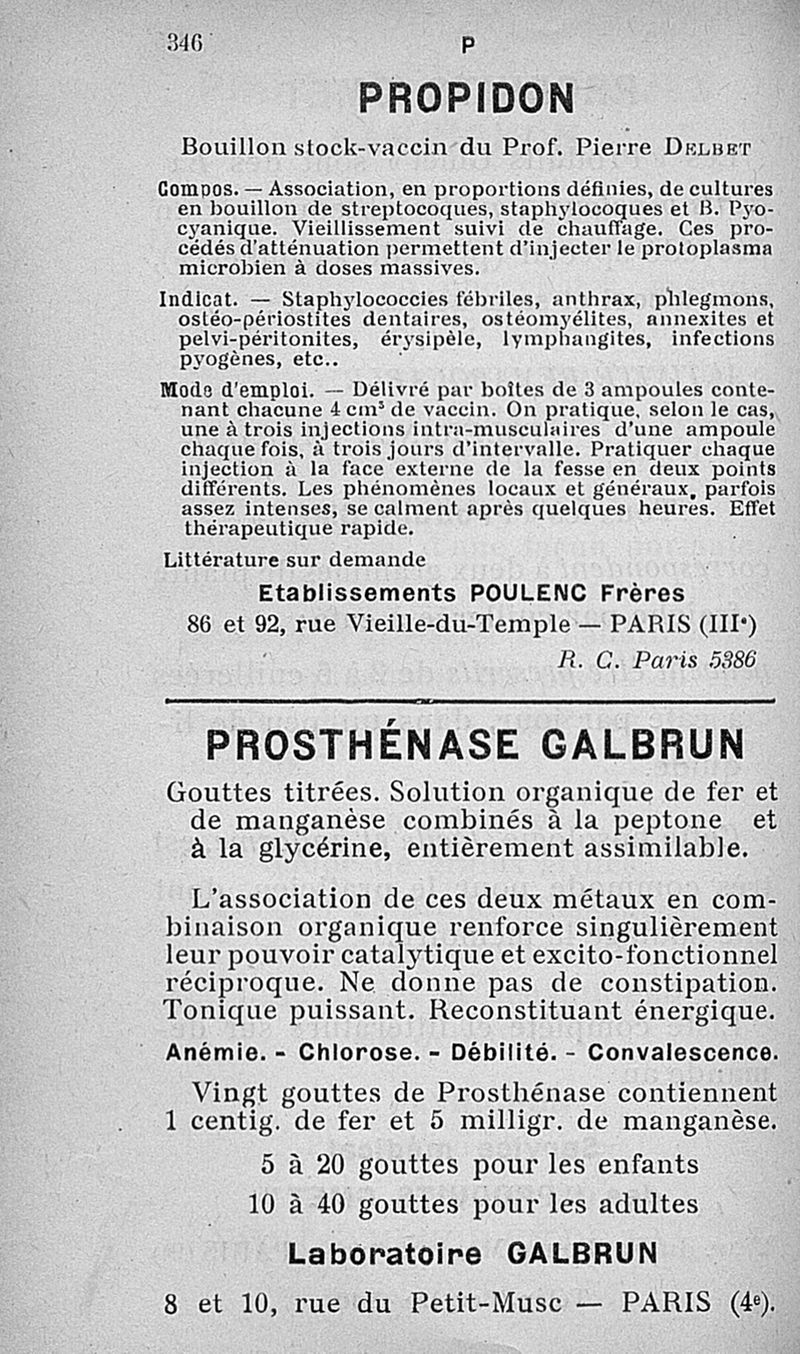 346
P
PROPIDON
Bouillon stock-vaccin du Prof. Pierre DELBET
Compos. — Association, en proportions définies, de cultures
en bouillon de streptocoques, staphylocoques et B. Pyo-
cyanique. Vieillissement suivi de chauffage. Ces pro-
cédés d'atténuation permettent d'injecter le protoplasma
microbien à doses massives.
Indicat. — Staphylococcies fébriles, anthrax, phlegmons,
ostéo-périostites dentaires, ostéomyélites, annexites et
pelvi-péritonites, érysipèle, lymphangites, infections
pyogènes, etc..
Mode d'emploi. — Délivré par boîtes de 3 ampoules conte-
nant chacune 4 cm³ de vaccin. On pratique, selon le cas,
une à trois injections intra-musculaires d'une ampoule
chaque fois, à trois jours d'intervalle. Pratiquer chaque
injection à la face externe de la fesse en deux points
différents. Les phénomènes locaux et généraux, parfois
assez intenses, se calment après quelques heures. Effet
thérapeutique rapide.
Littérature sur demande
Etablissements POULENC Frères
86 et 92, rue Vieille-du-Temple — PARIS (IIIe)
R. C. Paris 5386
PROSTHÉNASE GALBRUN
Gouttes titrées. Solution organique de fer et
de manganèse combinés à la peptone et
à la glycérine, entièrement assimilable.
L'association de ces deux métaux en com-
binaison organique renforce singulièrement
leur pouvoir catalytique et excito-fonctionnel
réciproque. Ne donne pas de constipation.
Tonique puissant. Reconstituant énergique.
Anémie. - Chlorose. - Débilité. - Convalescence.
Vingt gouttes de Prosthénase contiennent
1 centig. de fer et 5 milligr. de manganèse.
5 à 20 gouttes pour les enfants
10 à 40 gouttes pour les adultes
Laboratoire GALBRUN
8 et 10, rue du Petit-Musc — PARIS (4e).